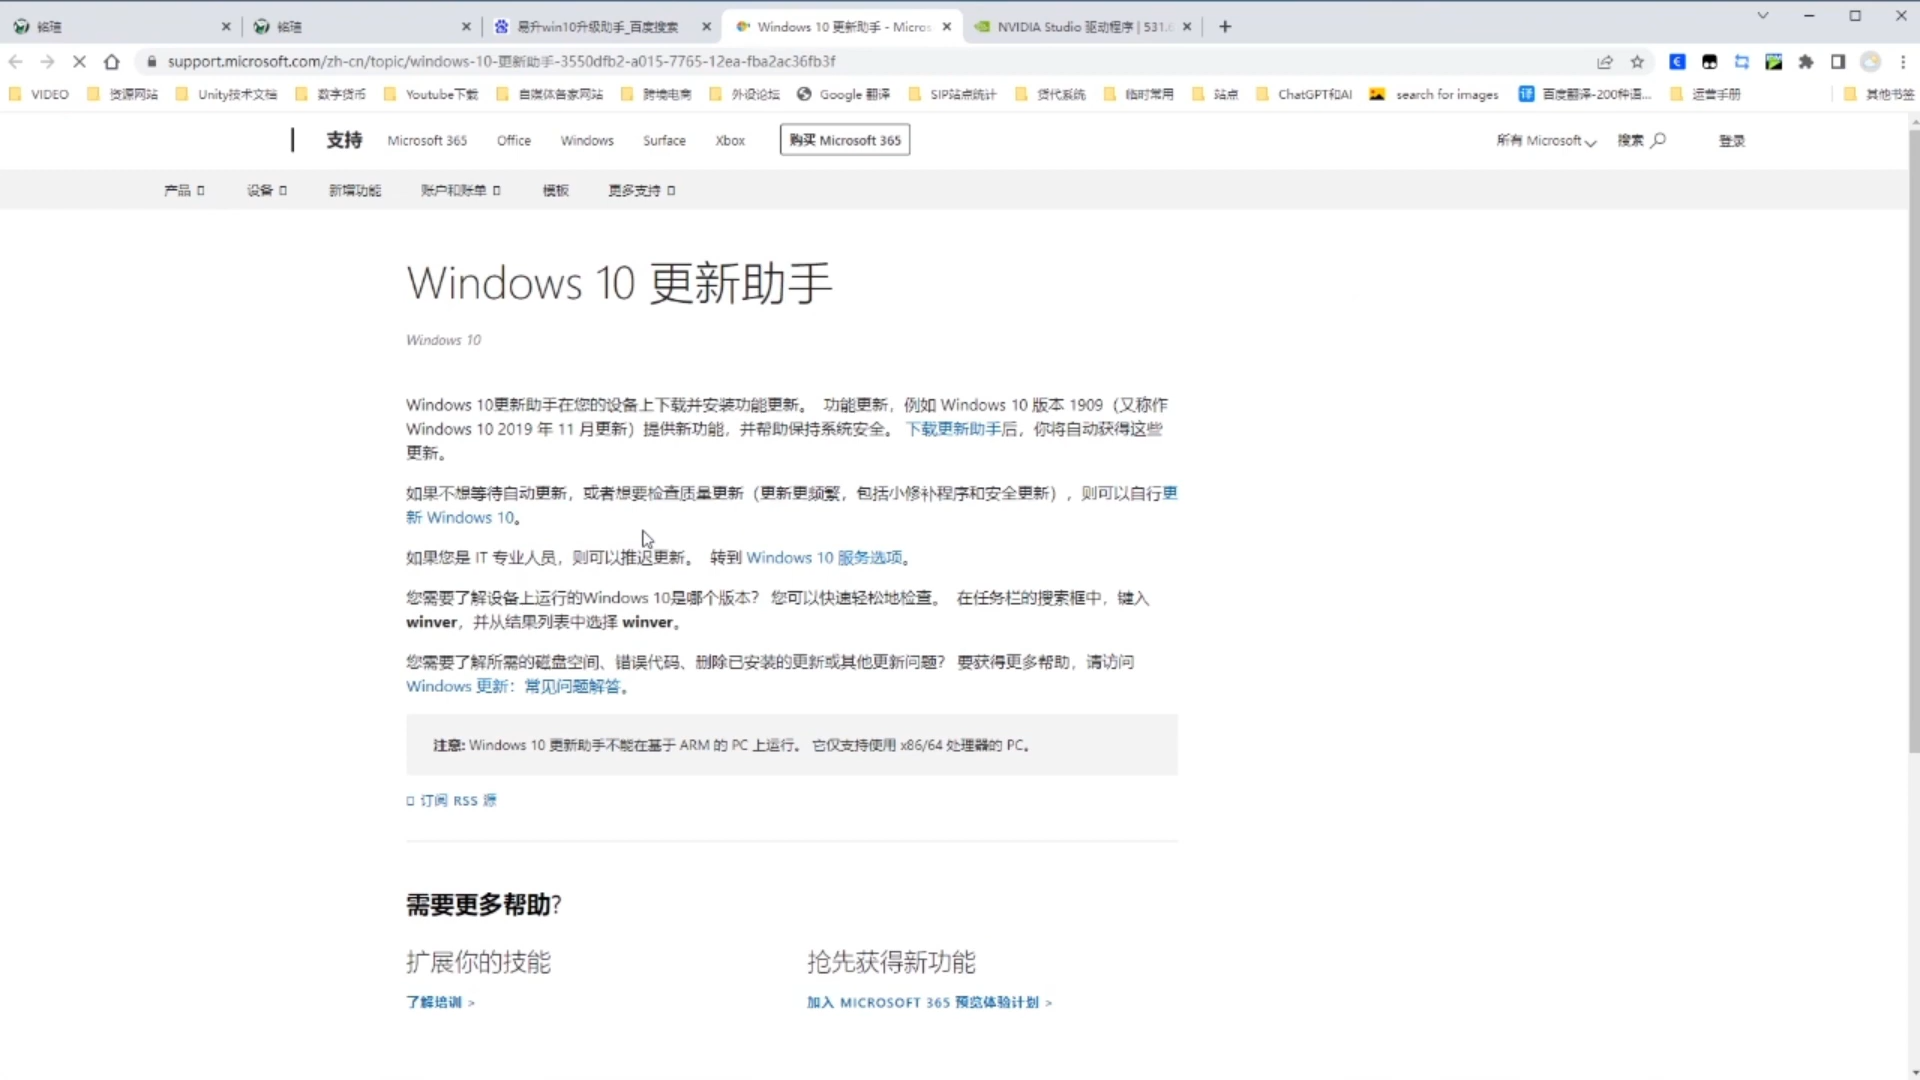 铭瑄
铭瑄
易升win10升级助手_百度搜索
Windows 10 更新助手 - Micros
NVIDIA Studio 驱动程序 | 531.
support.microsoft.com/zh-cn/topic/windows-10-更新助手-3550dfb2-a015-7765-12ea-fba2ac36fb3f
VIDEO
资源网站
Unity技术文档
数字货币
Youtube下载
自媒体各家网站
跨境电商
外设论坛
Google 翻译
SIP站点统计
货代系统
临时常用
站点
ChatGPT和AI
search for images
百度翻译-200种语...
运营手册
其他书签
支持
Microsoft 365
Office
Windows
Surface
Xbox
购买 Microsoft 365
所有 Microsoft
搜索
登录
产品
设备
新增功能
账户和账单
模板
更多支持
Windows 10 更新助手
Windows 10
Windows 10更新助手在您的设备上下载并安装功能更新。 功能更新，例如 Windows 10 版本 1909（又称作
Windows 10 2019 年 11 月更新）提供新功能，并帮助保持系统安全。 下载更新助手后，你将自动获得这些
更新。
如果不想等待自动更新，或者想要检查质量更新（更新更频繁，包括小修补程序和安全更新），则可以自行更
新 Windows 10。
如果您是 IT 专业人员，则可以推迟更新。 转到 Windows 10 服务选项。
您需要了解设备上运行的Windows 10是哪个版本？ 您可以快速轻松地检查。 在任务栏的搜索框中，键入
winver，并从结果列表中选择 winver。
您需要了解所需的磁盘空间、错误代码、删除已安装的更新或其他更新问题？ 要获得更多帮助，请访问
Windows 更新：常见问题解答。
注意: Windows 10 更新助手不能在基于 ARM 的 PC 上运行。 它仅支持使用 x86/64 处理器的 PC。
订阅 RSS 源
需要更多帮助?
扩展你的技能
抢先获得新功能
了解培训 >
加入 MICROSOFT 365 预览体验计划 >